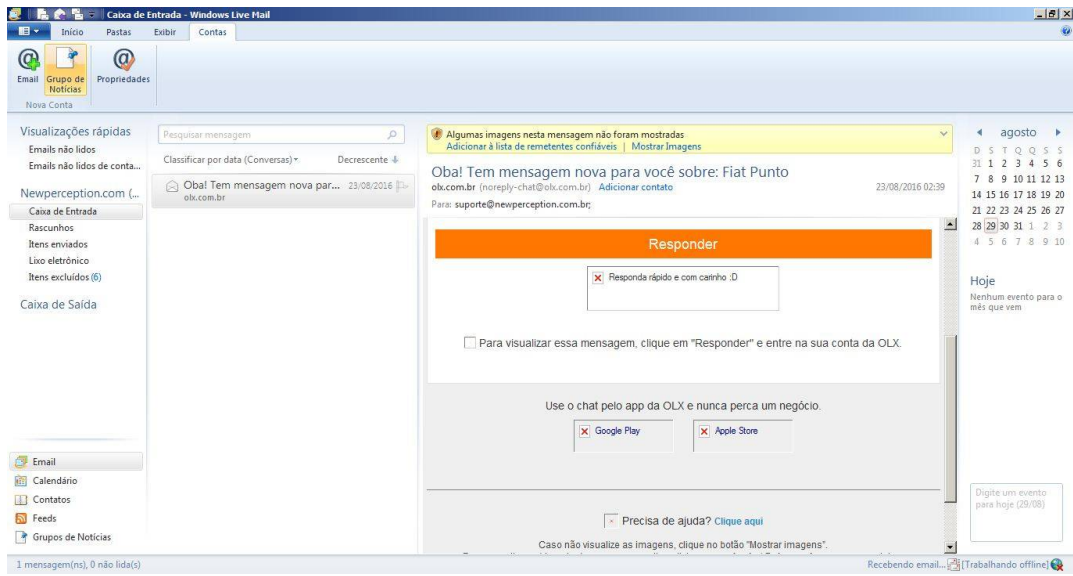 Caixa de Entrada - Windows Live Mail
Início Pastas Exibir Contas
Email Grupo de Notícias Propriedades
Nova Conta
Visualizações rápidas
Emails não lidos
Emails não lidos de conta...
Newperception.com (...
Caixa de Entrada
Rascunhos
Itens enviados
Lixo eletrônico
Itens excluídos (6)
Caixa de Saída
Email
Calendário
Contatos
Feeds
Grupos de Notícias
Pesquisar mensagem
Classificar por data (Conversas) Decrescente
Oba! Tem mensagem nova par... 23/08/2016
olx.com.br
Algumas imagens nesta mensagem não foram mostradas
Adicionar à lista de remetentes confiáveis | Mostrar Imagens
Oba! Tem mensagem nova para você sobre: Fiat Punto
olx.com.br (noreply-chat@olx.com.br) Adicionar contato 23/08/2016 02:39
Para: suporte@newperception.com.br;
Responder
Responda rápido e com carinho :D
Para visualizar essa mensagem, clique em "Responder" e entre na sua conta da OLX.
Use o chat pelo app da OLX e nunca perca um negócio.
Google Play Apple Store
Precisa de ajuda? Clique aqui
Caso não visualize as imagens, clique no botão "Mostrar imagens".
agosto
D S T Q Q S S
31 1 2 3 4 5 6
7 8 9 10 11 12 13
14 15 16 17 18 19 20
21 22 23 24 25 26 27
28 29 30 31 1 2 3
4 5 6 7 8 9 10
Hoje
Nenhum evento para o
mês que vem
Digite um evento
para hoje (29/08)
1 mensagem(ns), 0 não lida(s)
Recebendo email... [Trabalhando offline]